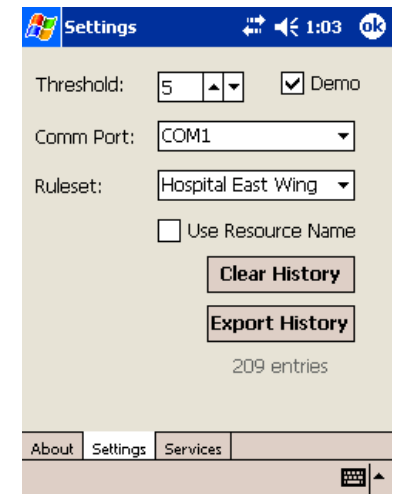 Settings 1:03 ok
Threshold: 5 Demo
Comm Port: COM1
Ruleset: Hospital East Wing
Use Resource Name
Clear History
Export History
209 entries
About Settings Services